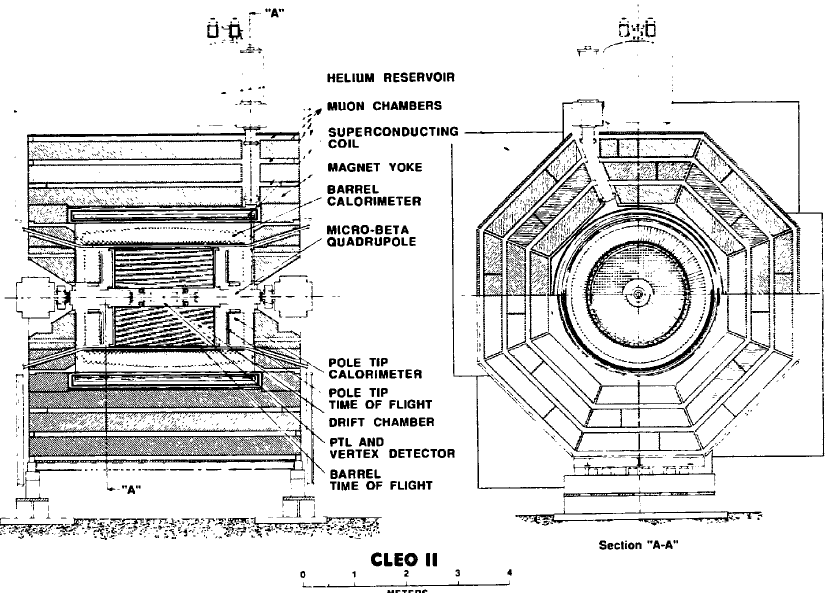 "A"
HELIUM RESERVOIR
MUON CHAMBERS
SUPERCONDUCTING
COIL
MAGNET YOKE
BARREL
CALORIMETER
MICRO-BETA
QUADRUPOLE
POLE TIP
CALORIMETER
POLE TIP
TIME OF FLIGHT
DRIFT CHAMBER
PTL AND
VERTEX DETECTOR
BARREL
TIME OF FLIGHT
"A"
Section "A-A"
CLEO II
0 1 2 3 4
METERS